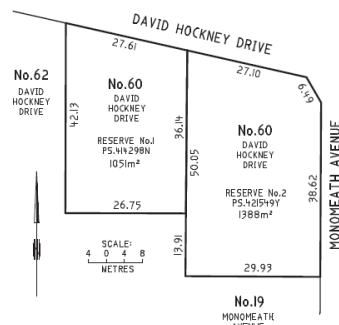 DAVID HOCKNEY DRIVE
27.61
27.10
6.49
No.62
DAVID
HOCKNEY
DRIVE
42.13
No.60
DAVID
HOCKNEY
DRIVE
RESERVE No.1
PS.414298N
1051m²
36.14
50.05
No.60
DAVID
HOCKNEY
DRIVE
RESERVE No.2
PS.421549Y
1388m²
38.62
MONOMEATH AVENUE
26.75
SCALE:
4 0 4 8
METRES
13.91
29.93
No.19
MONOMEATH
AVENUE